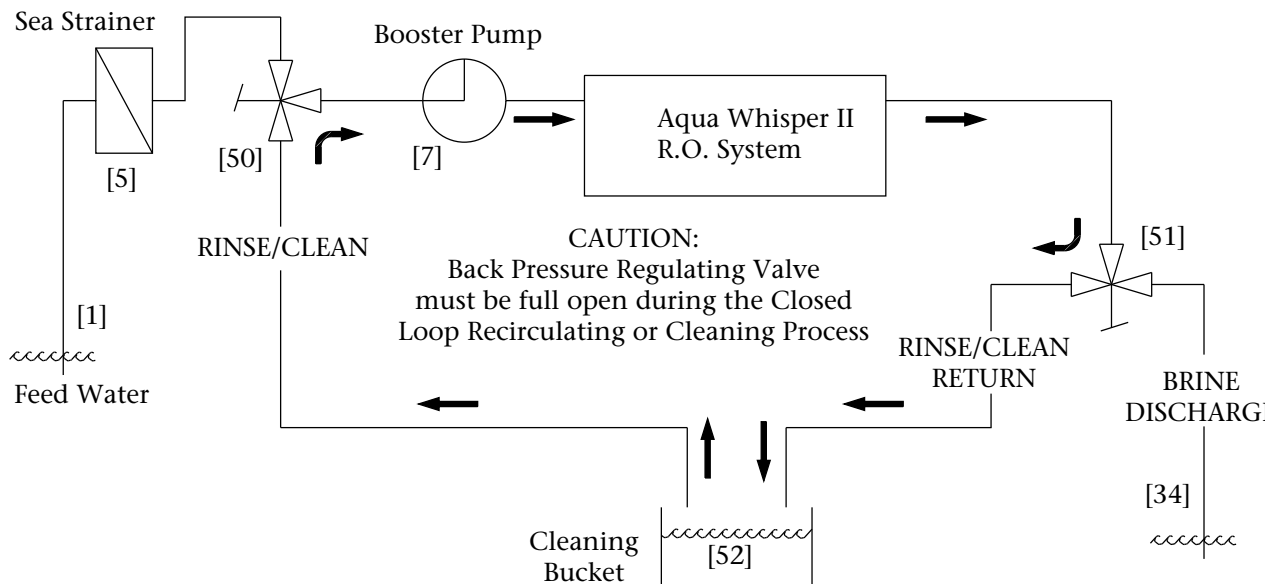 Sea Strainer
Booster Pump
Aqua Whisper II
R.O. System
[50]
[7]
[5]
[51]
RINSE/CLEAN
CAUTION:
Back Pressure Regulating Valve
must be full open during the Closed
Loop Recirculating or Cleaning Process
[1]
Feed Water
RINSE/CLEAN
RETURN
BRINE
DISCHARGE
[34]
Cleaning
Bucket
[52]